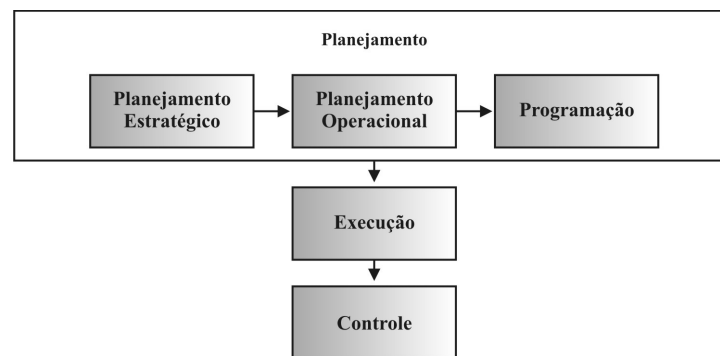 Planejamento
Planejamento
Estratégico
Planejamento
Operacional
Programação
Execução
Controle